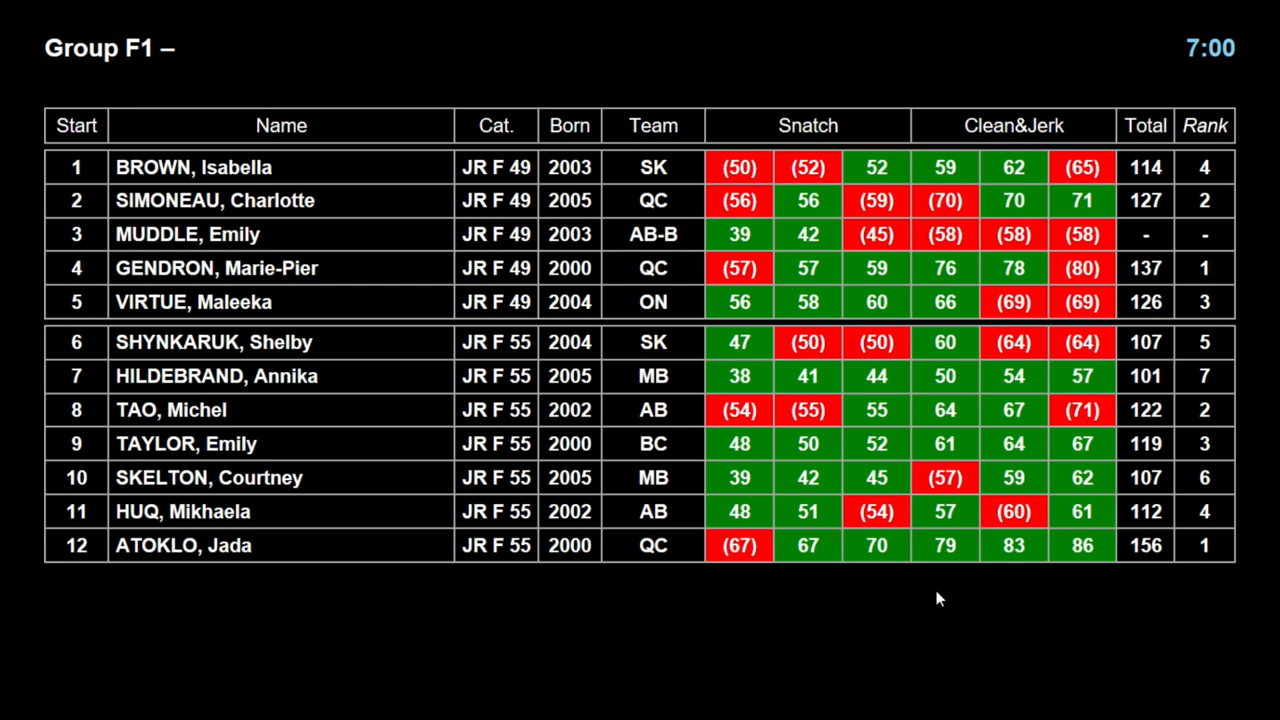 Group F1 – 7:00
Start Name Cat. Born Team Snatch Clean&Jerk Total Rank
1 BROWN, Isabella JR F 49 2003 SK (50) (52) 52 59 62 (65) 114 4
2 SIMONEAU, Charlotte JR F 49 2005 QC (56) 56 (59) (70) 70 71 127 2
3 MUDDLE, Emily JR F 49 2003 AB-B 39 42 (45) (58) (58) (58) - -
4 GENDRON, Marie-Pier JR F 49 2000 QC (57) 57 59 76 78 (80) 137 1
5 VIRTUE, Maleeka JR F 49 2004 ON 56 58 60 66 (69) (69) 126 3
6 SHYNKARUK, Shelby JR F 55 2004 SK 47 (50) (50) 60 (64) (64) 107 5
7 HILDEBRAND, Annika JR F 55 2005 MB 38 41 44 50 54 57 101 7
8 TAO, Michel JR F 55 2002 AB (54) (55) 55 64 67 (71) 122 2
9 TAYLOR, Emily JR F 55 2000 BC 48 50 52 61 64 67 119 3
10 SKELTON, Courtney JR F 55 2005 MB 39 42 45 (57) 59 62 107 6
11 HUQ, Mikhaela JR F 55 2002 AB 48 51 (54) 57 (60) 61 112 4
12 ATOKLO, Jada JR F 55 2000 QC (67) 67 70 79 83 86 156 1